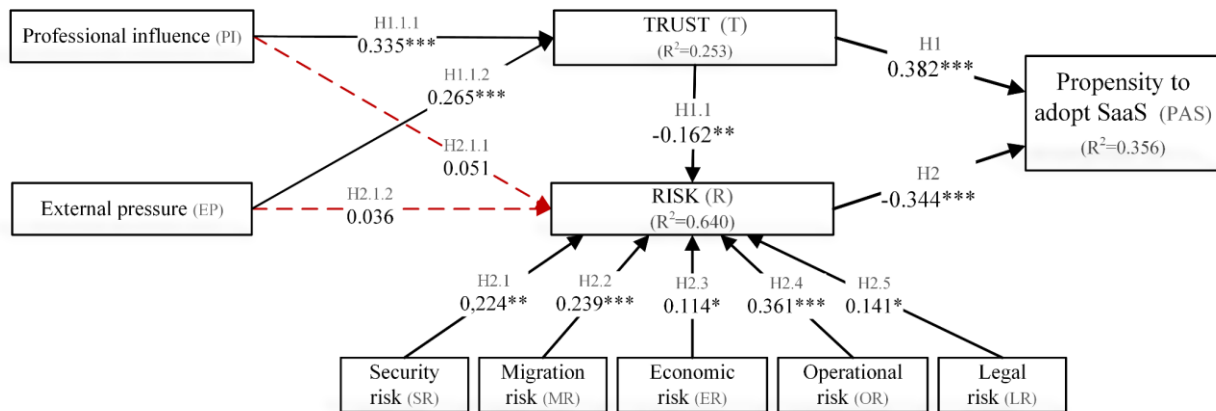 Professional influence (PI)
H1.1.1
0.335***
TRUST (T)
(R²=0.253)
H1
0.382***
H1.1.2
0.265***
H1.1
-0.162**
Propensity to
adopt SaaS (PAS)
(R²=0.356)
H2.1.1
0.051
External pressure (EP)
H2.1.2
0.036
RISK (R)
(R²=0.640)
H2
-0.344***
H2.1
0,224**
H2.2
0.239***
H2.3
0.114*
H2.4
0.361***
H2.5
0.141*
Security
risk (SR)
Migration
risk (MR)
Economic
risk (ER)
Operational
risk (OR)
Legal
risk (LR)